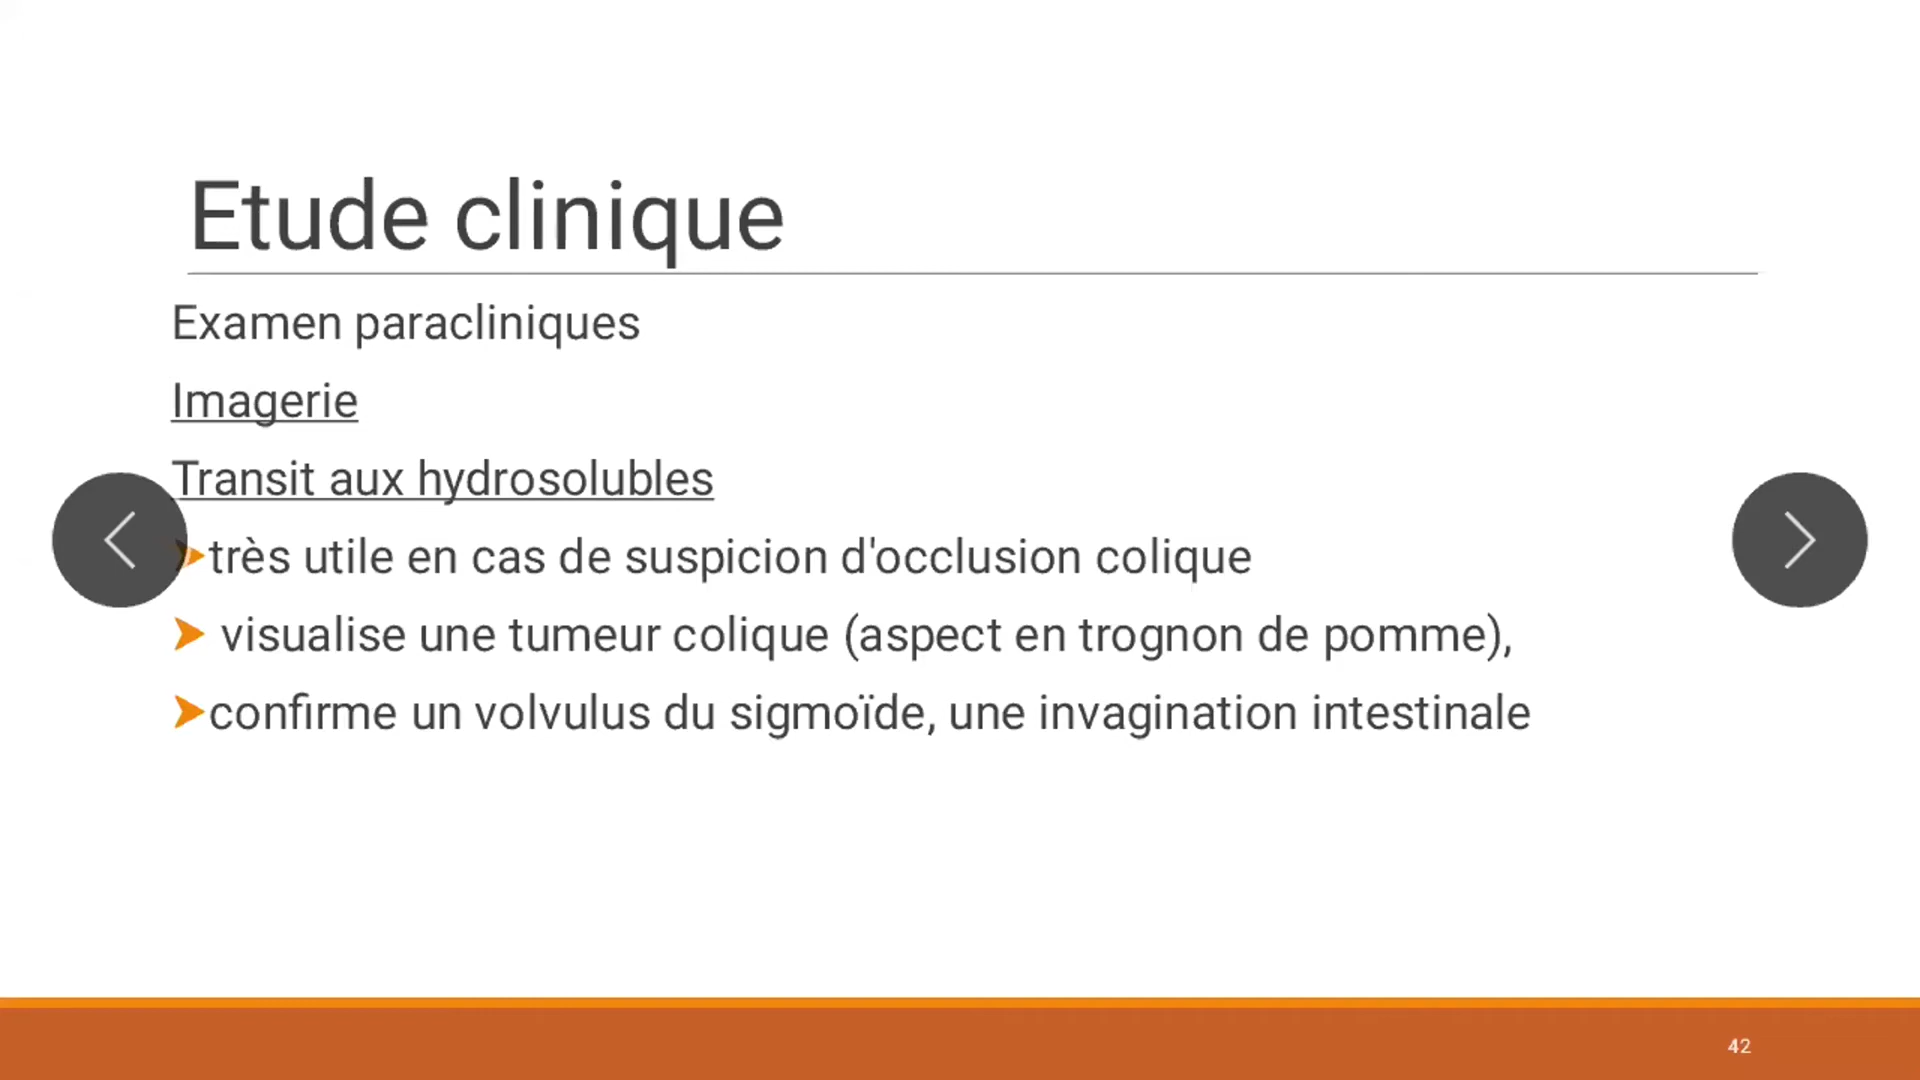 Etude clinique
Examen paracliniques
Imagerie
Transit aux hydrosolubles
➤très utile en cas de suspicion d'occlusion colique
➤ visualise une tumeur colique (aspect en trognon de pomme),
➤confirme un volvulus du sigmoïde, une invagination intestinale
42